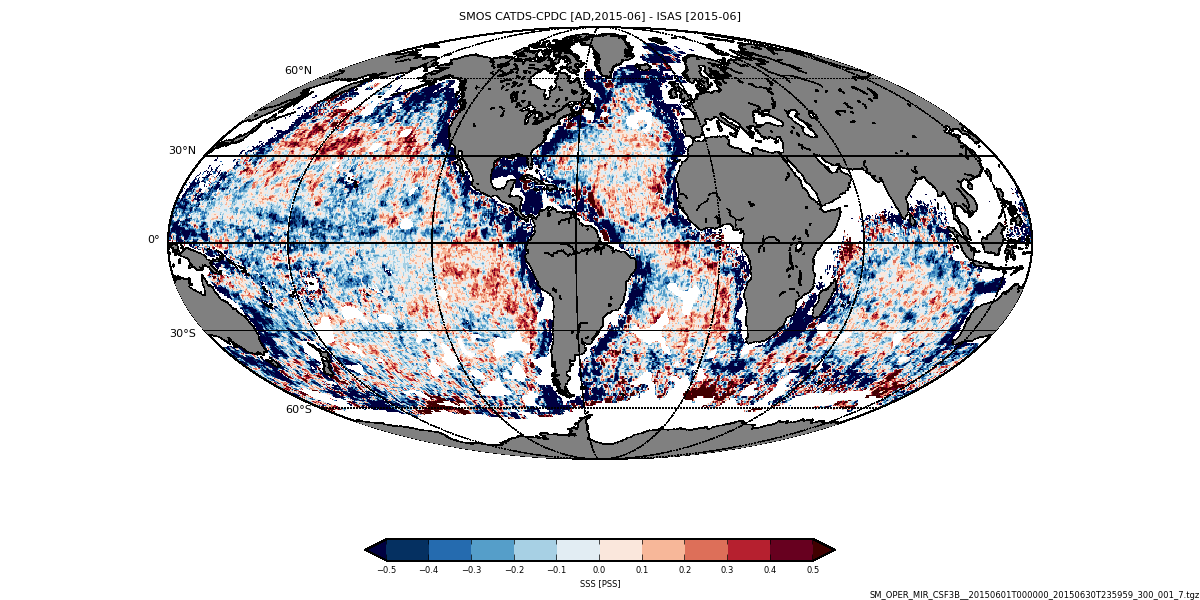 SMOS CATDS-CPDC [AD,2015-06] - ISAS [2015-06]
60°N
30°N
0°
30°S
60°S
−0.5 −0.4 −0.3 −0.2 −0.1 0.0 0.1 0.2 0.3 0.4 0.5
SSS [PSS]
SM_OPER_MIR_CSF3B__20150601T000000_20150630T235959_300_001_7.tgz